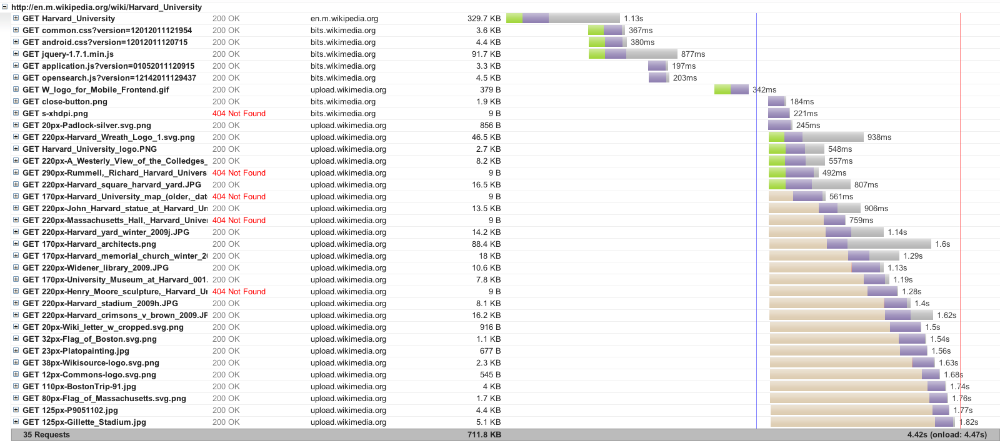 http://en.m.wikipedia.org/wiki/Harvard_University
GET Harvard_University 200 OK en.m.wikipedia.org 329.7 KB 1.13s
GET common.css?version=12012011121954 200 OK bits.wikimedia.org 3.6 KB 367ms
GET android.css?version=12012011120715 200 OK bits.wikimedia.org 4.4 KB 380ms
GET jquery-1.7.1.min.js 200 OK bits.wikimedia.org 91.7 KB 877ms
GET application.js?version=01052011120915 200 OK bits.wikimedia.org 3.3 KB 197ms
GET opensearch.js?version=12142011129437 200 OK bits.wikimedia.org 4.5 KB 203ms
GET W_logo_for_Mobile_Frontend.gif 200 OK upload.wikimedia.org 379 B 342ms
GET close-button.png 200 OK bits.wikimedia.org 1.9 KB 184ms
GET s-xhdpi.png 404 Not Found bits.wikimedia.org 9 B 221ms
GET 20px-Padlock-silver.svg.png 200 OK upload.wikimedia.org 856 B 245ms
GET 220px-Harvard_Wreath_Logo_1.svg.png 200 OK upload.wikimedia.org 46.5 KB 938ms
GET Harvard_University_logo.PNG 200 OK upload.wikimedia.org 2.7 KB 548ms
GET 220px-A_Westerly_View_of_the_Colledges_ 200 OK upload.wikimedia.org 8.2 KB 557ms
GET 290px-Rummell,_Richard_Harvard_Univers 404 Not Found upload.wikimedia.org 9 B 492ms
GET 220px-Harvard_square_harvard_yard.JPG 200 OK upload.wikimedia.org 16.5 KB 807ms
GET 170px-Harvard_University_map_(older,_dat 404 Not Found upload.wikimedia.org 9 B 561ms
GET 220px-John_Harvard_statue_at_Harvard_Un 200 OK upload.wikimedia.org 13.5 KB 906ms
GET 220px-Massachusetts_Hall,_Harvard_Univer 404 Not Found upload.wikimedia.org 9 B 759ms
GET 220px-Harvard_yard_winter_2009j.JPG 200 OK upload.wikimedia.org 14.2 KB 1.14s
GET 170px-Harvard_architects.png 200 OK upload.wikimedia.org 88.4 KB 1.6s
GET 170px-Harvard_memorial_church_winter_20 200 OK upload.wikimedia.org 18 KB 1.29s
GET 220px-Widener_library_2009.JPG 200 OK upload.wikimedia.org 10.6 KB 1.13s
GET 170px-University_Museum_at_Harvard_001. 200 OK upload.wikimedia.org 7.8 KB 1.19s
GET 220px-Henry_Moore_sculpture,_Harvard_Un 404 Not Found upload.wikimedia.org 9 B 1.28s
GET 220px-Harvard_stadium_2009h.JPG 200 OK upload.wikimedia.org 8.1 KB 1.4s
GET 220px-Harvard_crimsons_v_brown_2009.JP 200 OK upload.wikimedia.org 16.2 KB 1.62s
GET 20px-Wiki_letter_w_cropped.svg.png 200 OK upload.wikimedia.org 916 B 1.5s
GET 32px-Flag_of_Boston.svg.png 200 OK upload.wikimedia.org 1.1 KB 1.54s
GET 23px-Platopainting.jpg 200 OK upload.wikimedia.org 677 B 1.56s
GET 38px-Wikisource-logo.svg.png 200 OK upload.wikimedia.org 2.3 KB 1.63s
GET 12px-Commons-logo.svg.png 200 OK upload.wikimedia.org 545 B 1.68s
GET 110px-BostonTrip-91.jpg 200 OK upload.wikimedia.org 4 KB 1.74s
GET 80px-Flag_of_Massachusetts.svg.png 200 OK upload.wikimedia.org 1.7 KB 1.76s
GET 125px-P9051102.jpg 200 OK upload.wikimedia.org 4.4 KB 1.77s
GET 125px-Gillette_Stadium.jpg 200 OK upload.wikimedia.org 5.1 KB 1.82s
35 Requests 711.8 KB 4.42s (onload: 4.47s)